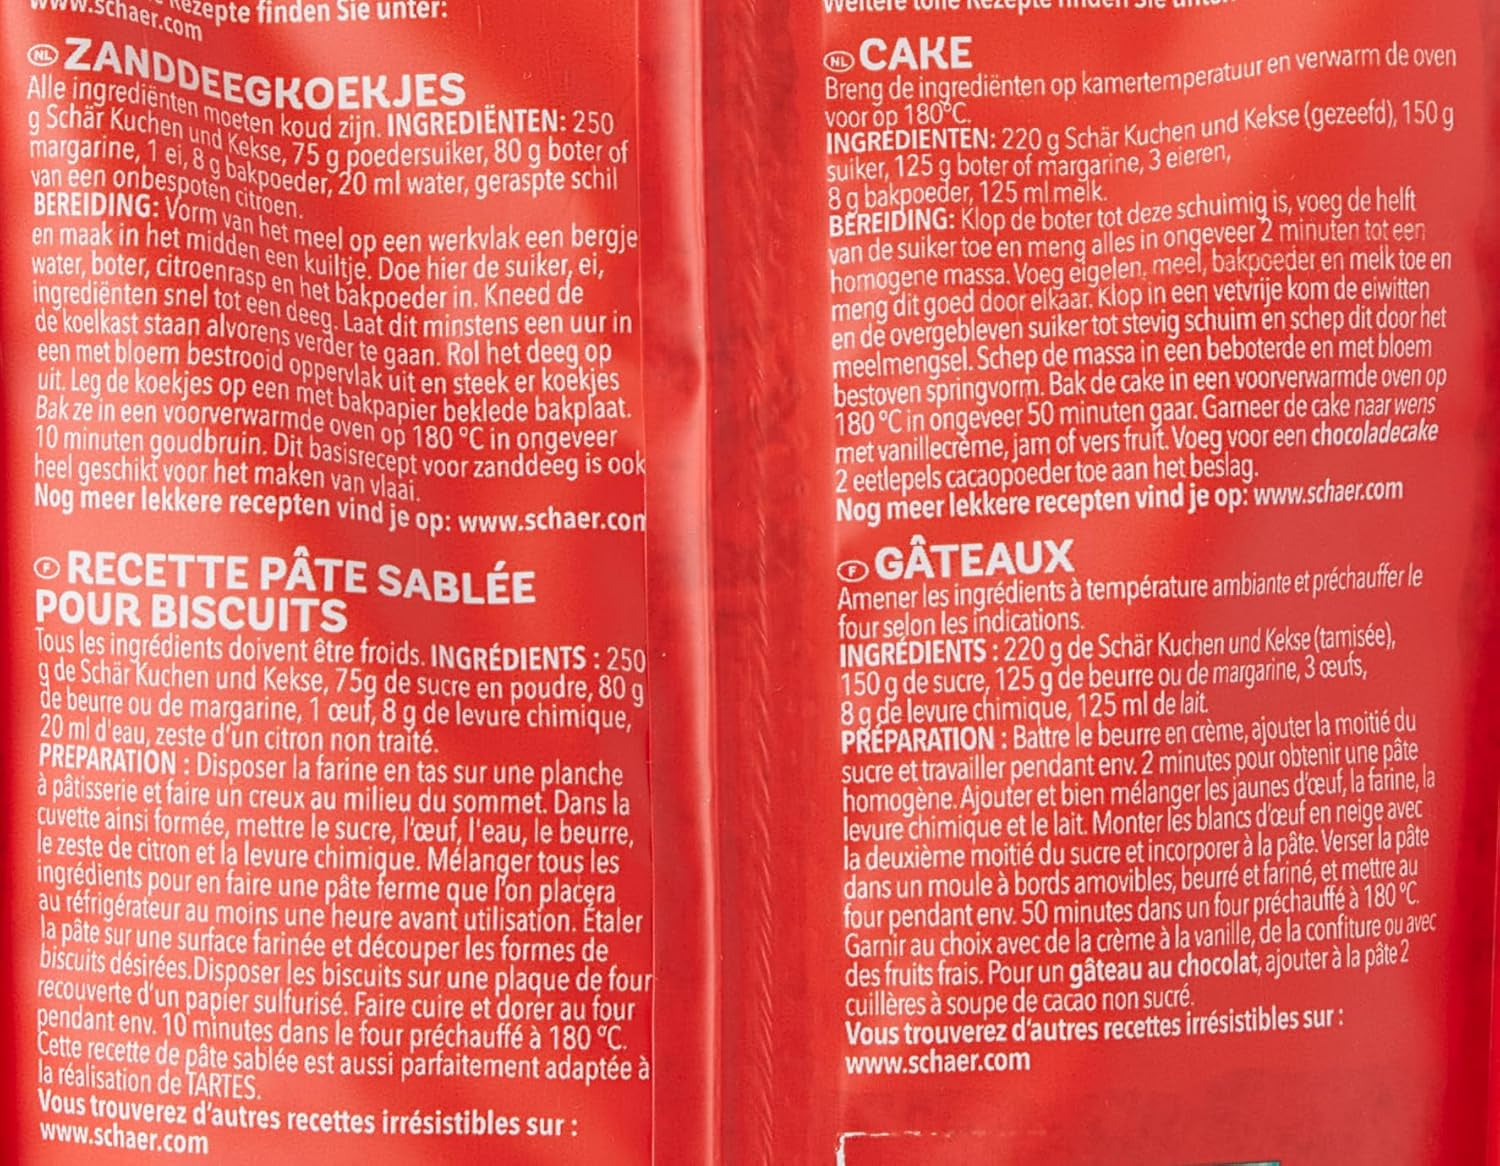 Rezepte finden Sie unter:
www.schaer.com
NL ZANDDEEGKOEKJES
Alle ingrediënten moeten koud zijn. INGREDIËNTEN: 250
g Schär Kuchen und Kekse, 75 g poedersuiker, 80 g boter of
margarine, 1 ei, 8 g bakpoeder, 20 ml water, geraspte schil
van een onbespoten citroen.
BEREIDING: Vorm van het meel op een werkvlak een bergje
en maak in het midden een kuiltje. Doe hier de suiker, ei,
water, boter, citroenrasp en het bakpoeder in. Kneed de
ingrediënten snel tot een deeg. Laat dit minstens een uur in
de koelkast staan alvorens verder te gaan. Rol het deeg op
een met bloem bestrooid oppervlak uit en steek er koekjes
uit. Leg de koekjes op een met bakpapier beklede bakplaat.
Bak ze in een voorverwarmde oven op 180 °C in ongeveer
10 minuten goudbruin. Dit basisrecept voor zanddeeg is ook
heel geschikt voor het maken van vlaai.
Nog meer lekkere recepten vind je op: www.schaer.com
F RECETTE PÂTE SABLÉE
POUR BISCUITS
Tous les ingrédients doivent être froids. INGRÉDIENTS : 250
g de Schär Kuchen und Kekse, 75g de sucre en poudre, 80 g
de beurre ou de margarine, 1 œuf, 8 g de levure chimique,
20 ml d'eau, zeste d'un citron non traité.
PRÉPARATION : Disposer la farine en tas sur une planche
à pâtisserie et faire un creux au milieu du sommet. Dans la
cuvette ainsi formée, mettre le sucre, l'œuf, l'eau, le beurre,
le zeste de citron et la levure chimique. Mélanger tous les
ingrédients pour en faire une pâte ferme que l'on placera
au réfrigérateur au moins une heure avant utilisation. Étaler
la pâte sur une surface farinée et découper les formes de
biscuits désirées.Disposer les biscuits sur une plaque de four
recouverte d'un papier sulfurisé. Faire cuire et dorer au four
pendant env. 10 minutes dans le four préchauffé à 180 °C.
Cette recette de pâte sablée est aussi parfaitement adaptée à
la réalisation de TARTES.
Vous trouverez d'autres recettes irrésistibles sur :
www.schaer.com
Weitere tolle Rezepte finden Sie unter:
NL CAKE
Breng de ingrediënten op kamertemperatuur en verwarm de oven
voor op 180°C.
INGREDIËNTEN: 220 g Schär Kuchen und Kekse (gezeefd), 150 g
suiker, 125 g boter of margarine, 3 eieren,
8 g bakpoeder, 125 ml melk.
BEREIDING: Klop de boter tot deze schuimig is, voeg de helft
van de suiker toe en meng alles in ongeveer 2 minuten tot een
homogene massa. Voeg eigelen, meel, bakpoeder en melk toe en
meng dit goed door elkaar. Klop in een vetvrije kom de eiwitten
en de overgebleven suiker tot stevig schuim en schep dit door het
meelmengsel. Schep de massa in een beboterde en met bloem
bestoven springvorm. Bak de cake in een voorverwarmde oven op
180 °C in ongeveer 50 minuten gaar. Garneer de cake naar wens
met vanillecrème, jam of vers fruit. Voeg voor een chocoladecake
2 eetlepels cacaopoeder toe aan het beslag.
Nog meer lekkere recepten vind je op: www.schaer.com
F GÂTEAUX
Amener les ingrédients à température ambiante et préchauffer le
four selon les indications.
INGRÉDIENTS : 220 g de Schär Kuchen und Kekse (tamisée),
150 g de sucre, 125 g de beurre ou de margarine, 3 œufs,
8 g de levure chimique, 125 ml de lait.
PRÉPARATION : Battre le beurre en crème, ajouter la moitié du
sucre et travailler pendant env. 2 minutes pour obtenir une pâte
homogène. Ajouter et bien mélanger les jaunes d'œuf, la farine, la
levure chimique et le lait. Monter les blancs d'œuf en neige avec
la deuxième moitié du sucre et incorporer à la pâte. Verser la pâte
dans un moule à bords amovibles, beurré et fariné, et mettre au
four pendant env. 50 minutes dans un four préchauffé à 180 °C.
Garnir au choix avec de la crème à la vanille, de la confiture ou avec
des fruits frais. Pour un gâteau au chocolat, ajouter à la pâte 2
cuillères à soupe de cacao non sucré.
Vous trouverez d'autres recettes irrésistibles sur :
www.schaer.com